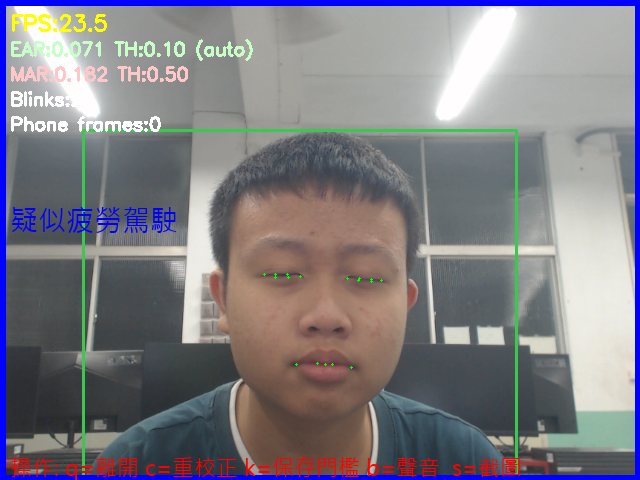 FPS:23.5
EAR:0.071 TH:0.10 (auto)
MAR:0.182 TH:0.50
Blinks:
Phone frames:0
疑似疲勞駕駛
操作: q=離開 c=重校正 k=保存門檻 b=聲音 s=截圖